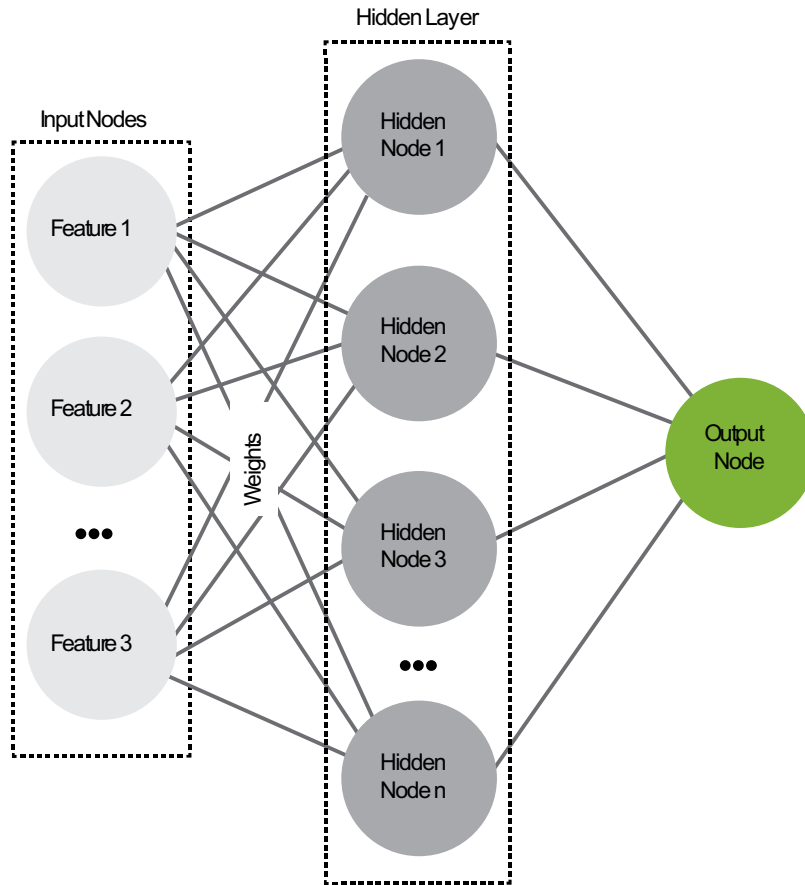 Hidden Layer
Input Nodes
Feature 1
Feature 2
•••
Feature 3
Weights
Hidden
Node 1
Hidden
Node 2
Hidden
Node 3
•••
Hidden
Node n
Output
Node